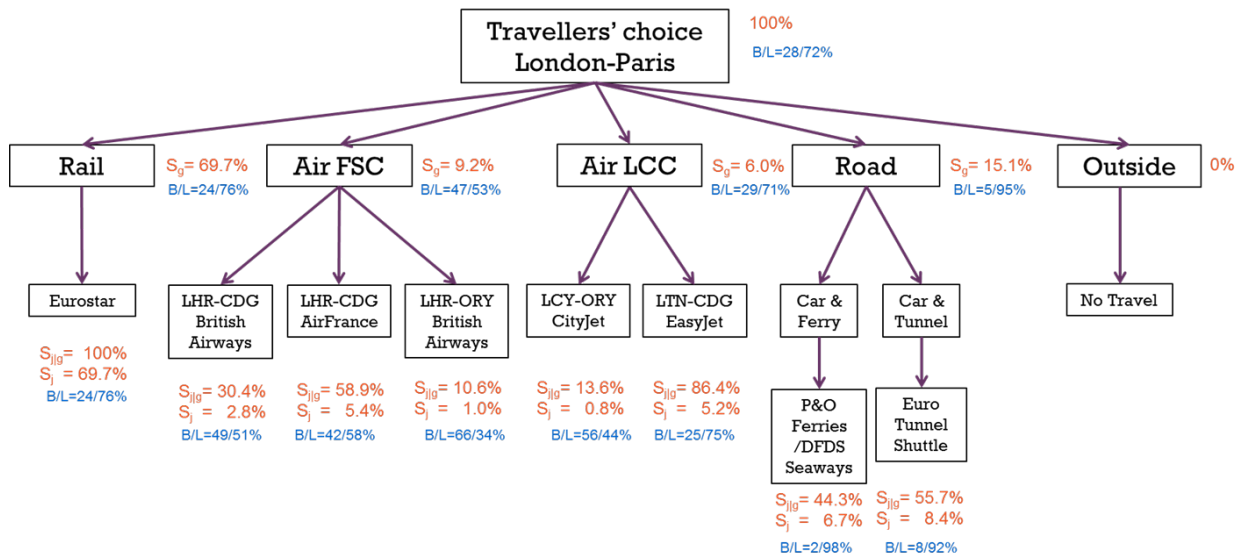 Travellers' choice
London-Paris
100%
B/L=28/72%
Rail
Sg= 69.7%
B/L=24/76%
Air FSC
Sg= 9.2%
B/L=47/53%
Air LCC
Sg= 6.0%
B/L=29/71%
Road
Sg= 15.1%
B/L=5/95%
Outside
0%
Eurostar
Sj|g= 100%
Sj= 69.7%
B/L=24/76%
LHR-CDG
British
Airways
Sj|g= 30.4%
Sj= 2.8%
B/L=49/51%
LHR-CDG
AirFrance
Sj|g= 58.9%
Sj= 5.4%
B/L=42/58%
LHR-ORY
British
Airways
Sj|g= 10.6%
Sj= 1.0%
B/L=66/34%
LCY-ORY
CityJet
Sj|g= 13.6%
Sj= 0.8%
B/L=56/44%
LTN-CDG
EasyJet
Sj|g= 86.4%
Sj= 5.2%
B/L=25/75%
Car &
Ferry
P&O
Ferries
/DFDS
Seaways
Sj|g= 44.3%
Sj= 6.7%
B/L=2/98%
Car &
Tunnel
Euro
Tunnel
Shuttle
Sj|g= 55.7%
Sj= 8.4%
B/L=8/92%
No Travel